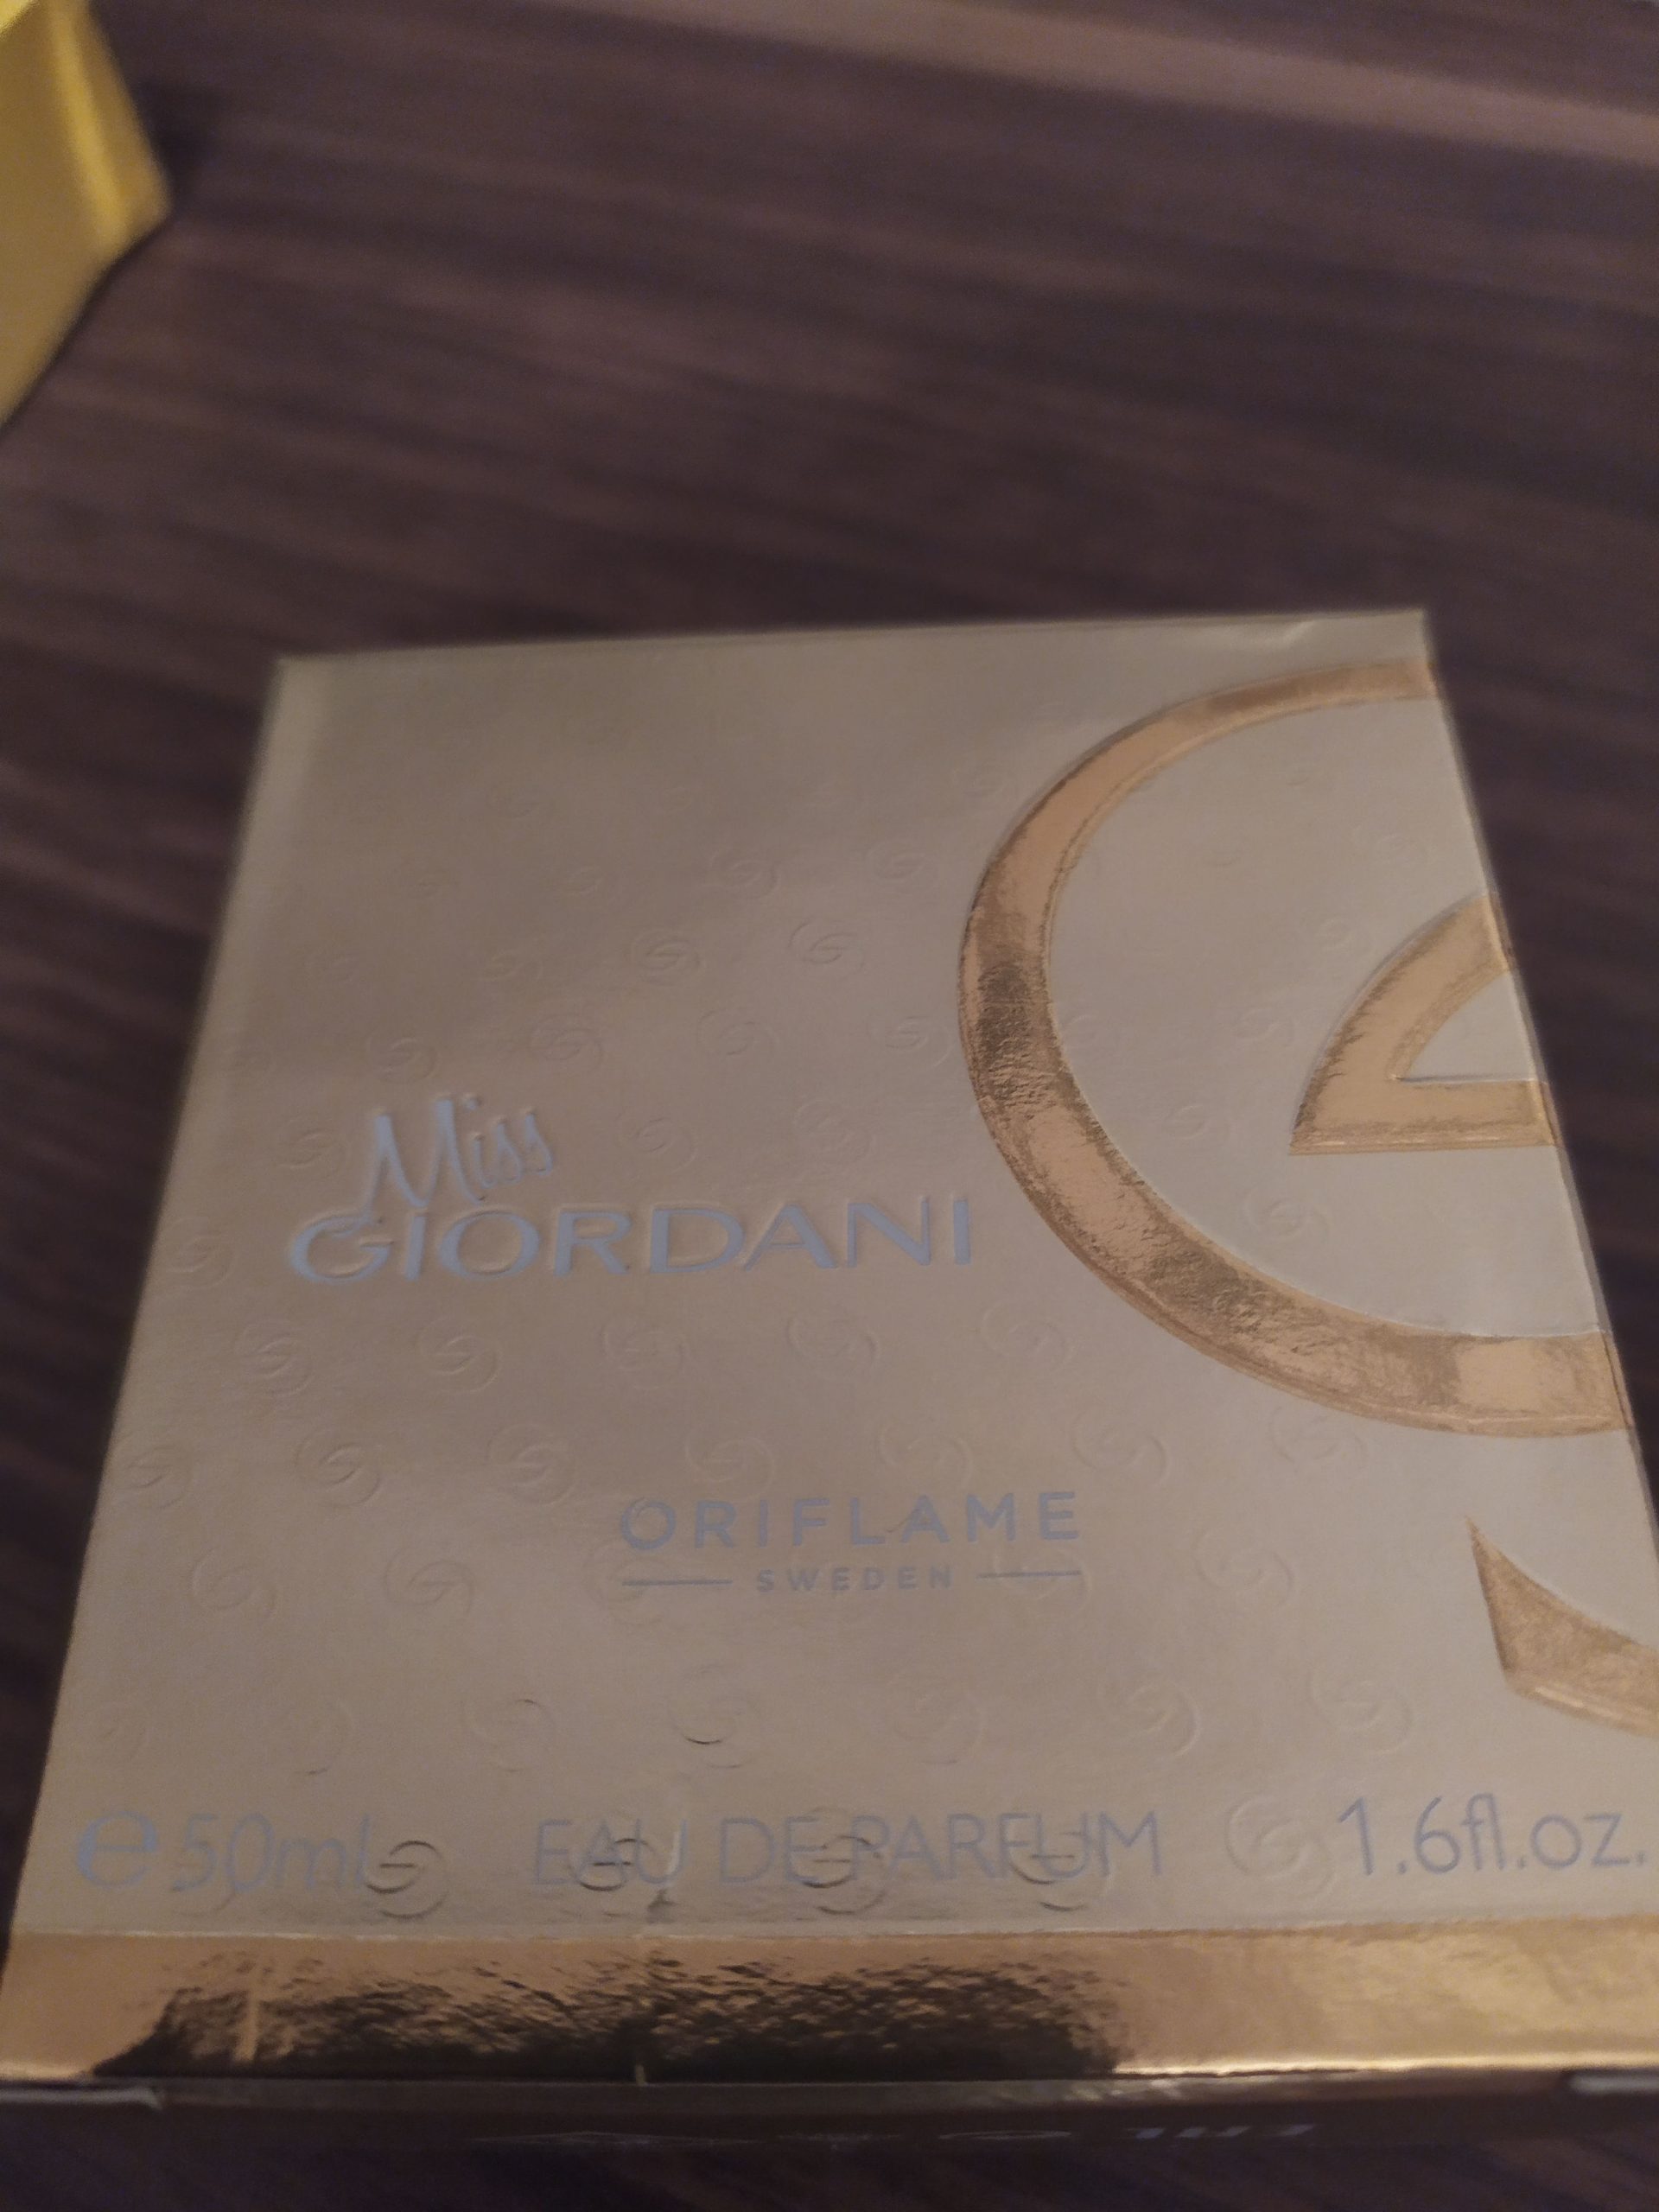 Miss
GIORDANI
ORIFLAME
SWEDEN
℮50ml EAU DE PARFUM 1.6fl.oz.